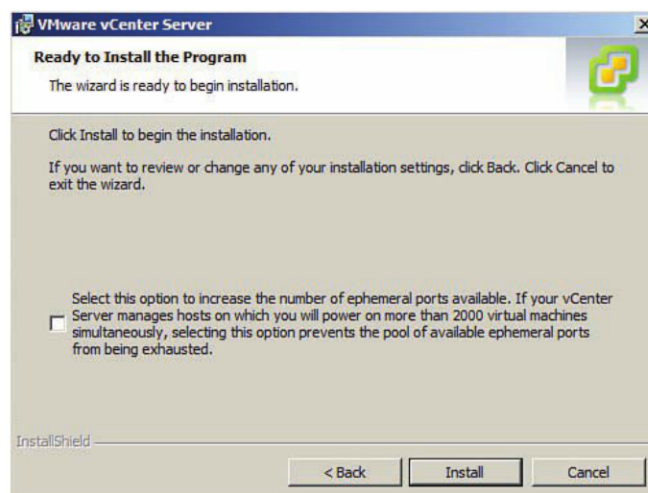 VMware vCenter Server
Ready to Install the Program
The wizard is ready to begin installation.
Click Install to begin the installation.
If you want to review or change any of your installation settings, click Back. Click Cancel to
exit the wizard.
Select this option to increase the number of ephemeral ports available. If your vCenter
Server manages hosts on which you will power on more than 2000 virtual machines
simultaneously, selecting this option prevents the pool of available ephemeral ports
from being exhausted.
InstallShield
< Back
Install
Cancel